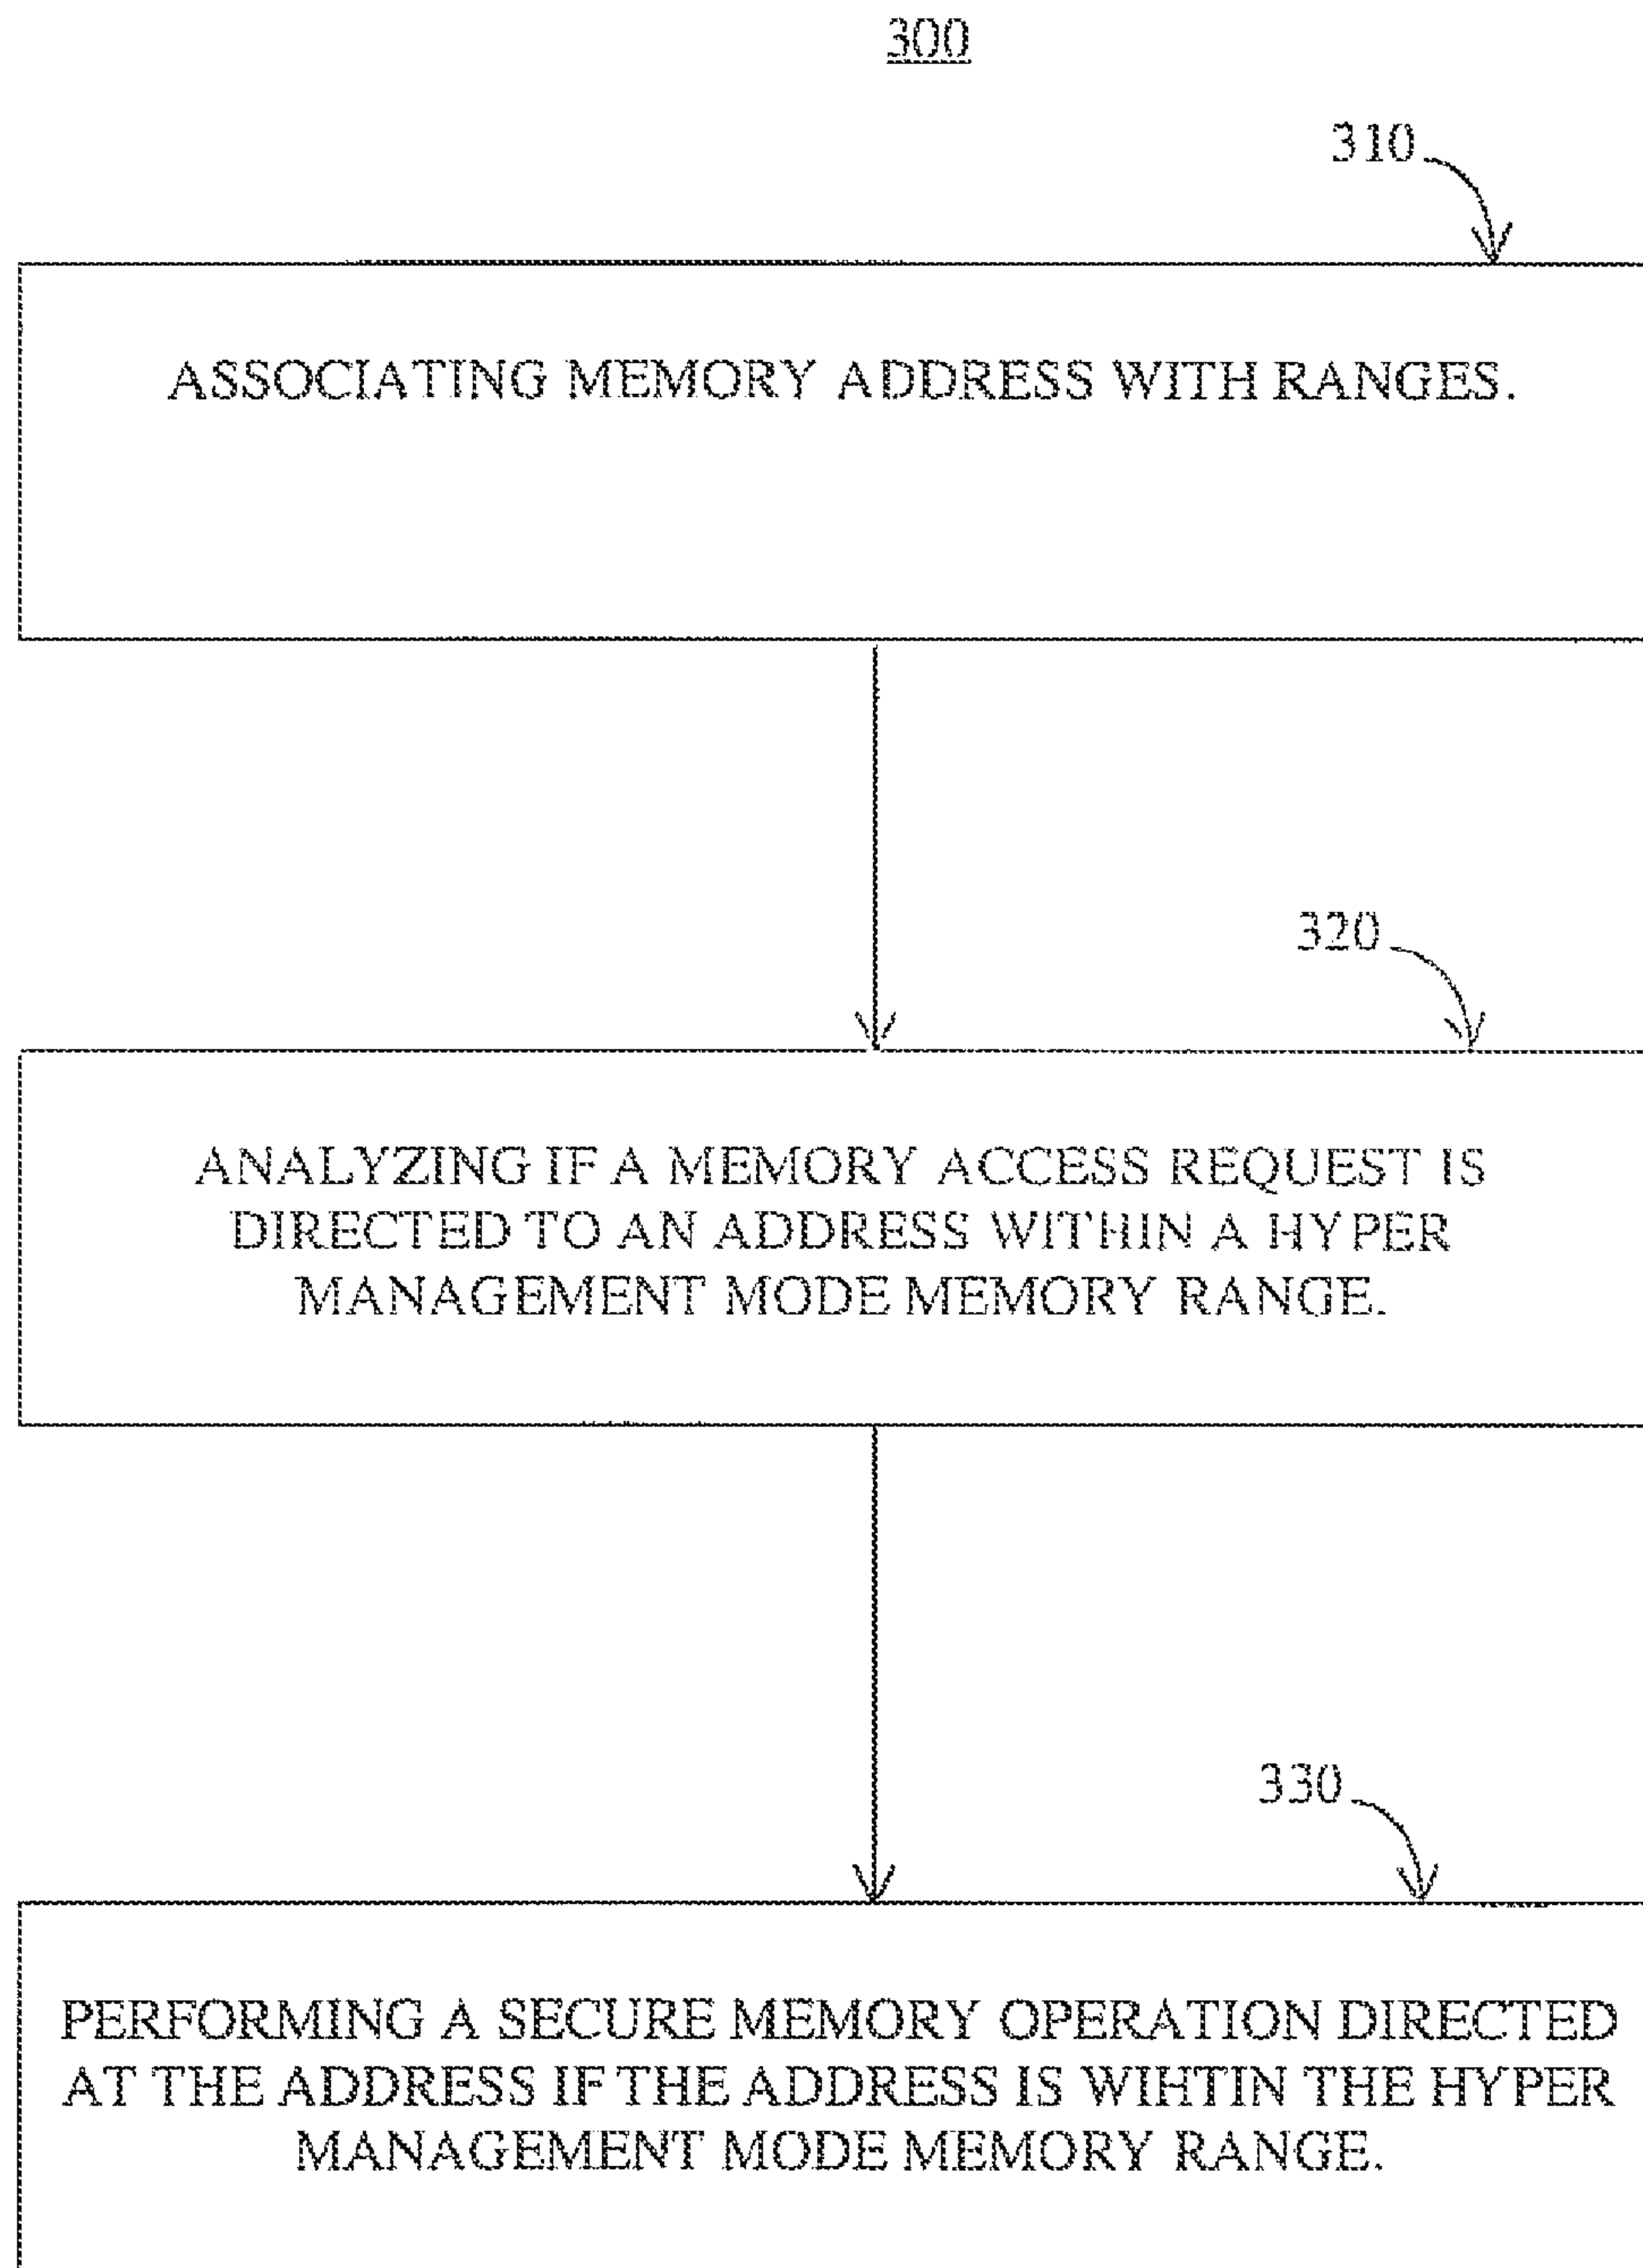 300
310
ASSOCIATING MEMORY ADDRESS WITH RANGES.
320
ANALYZING IF A MEMORY ACCESS REQUEST IS
DIRECTED TO AN ADDRESS WITHIN A HYPER
MANAGEMENT MODE MEMORY RANGE.
330
PERFORMING A SECURE MEMORY OPERATION DIRECTED
AT THE ADDRESS IF THE ADDRESS IS WIHTIN THE HYPER
MANAGEMENT MODE MEMORY RANGE.